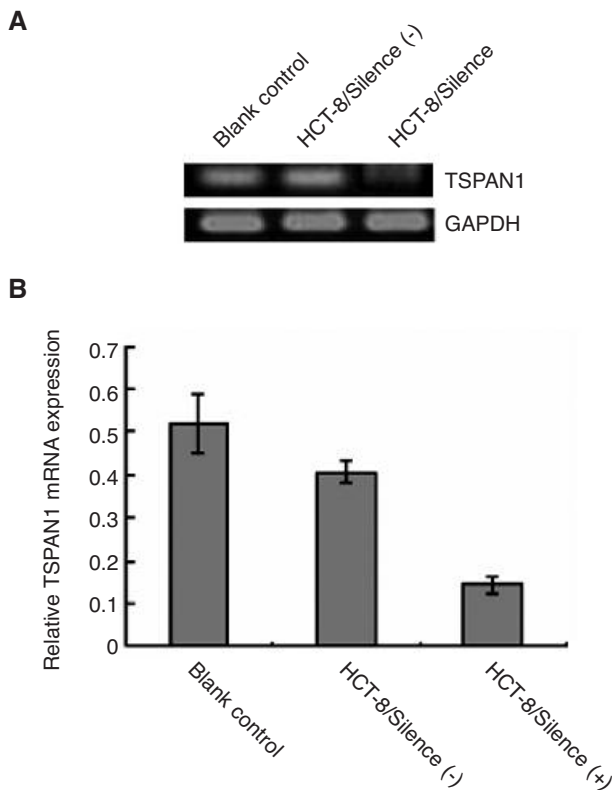 A
Blank control
HCT-8/Silence (-)
HCT-8/Silence
TSPAN1
GAPDH
B
Relative TSPAN1 mRNA expression
0.7
0.6
0.5
0.4
0.3
0.2
0.1
0
Blank control
HCT-8/Silence (-)
HCT-8/Silence (+)